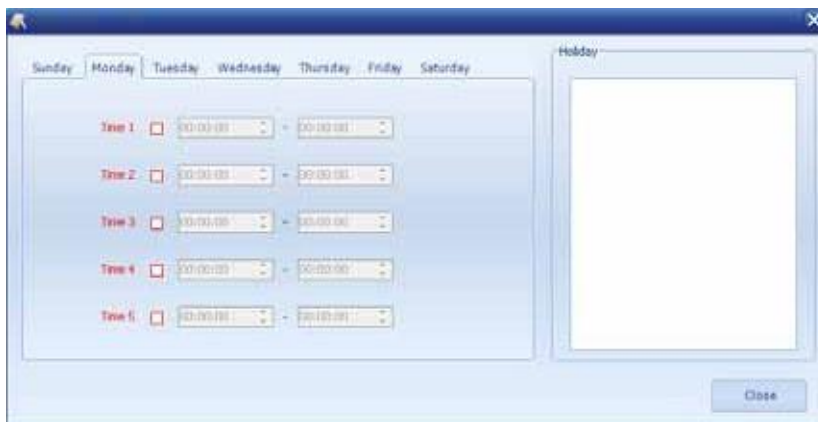 Sunday Monday Tuesday Wednesday Thursday Friday Saturday
Holiday
Time 1 00:00:00 - 00:00:00
Time 2 00:00:00 - 00:00:00
Time 3 00:00:00 - 00:00:00
Time 4 00:00:00 - 00:00:00
Time 5 00:00:00 - 00:00:00
Close